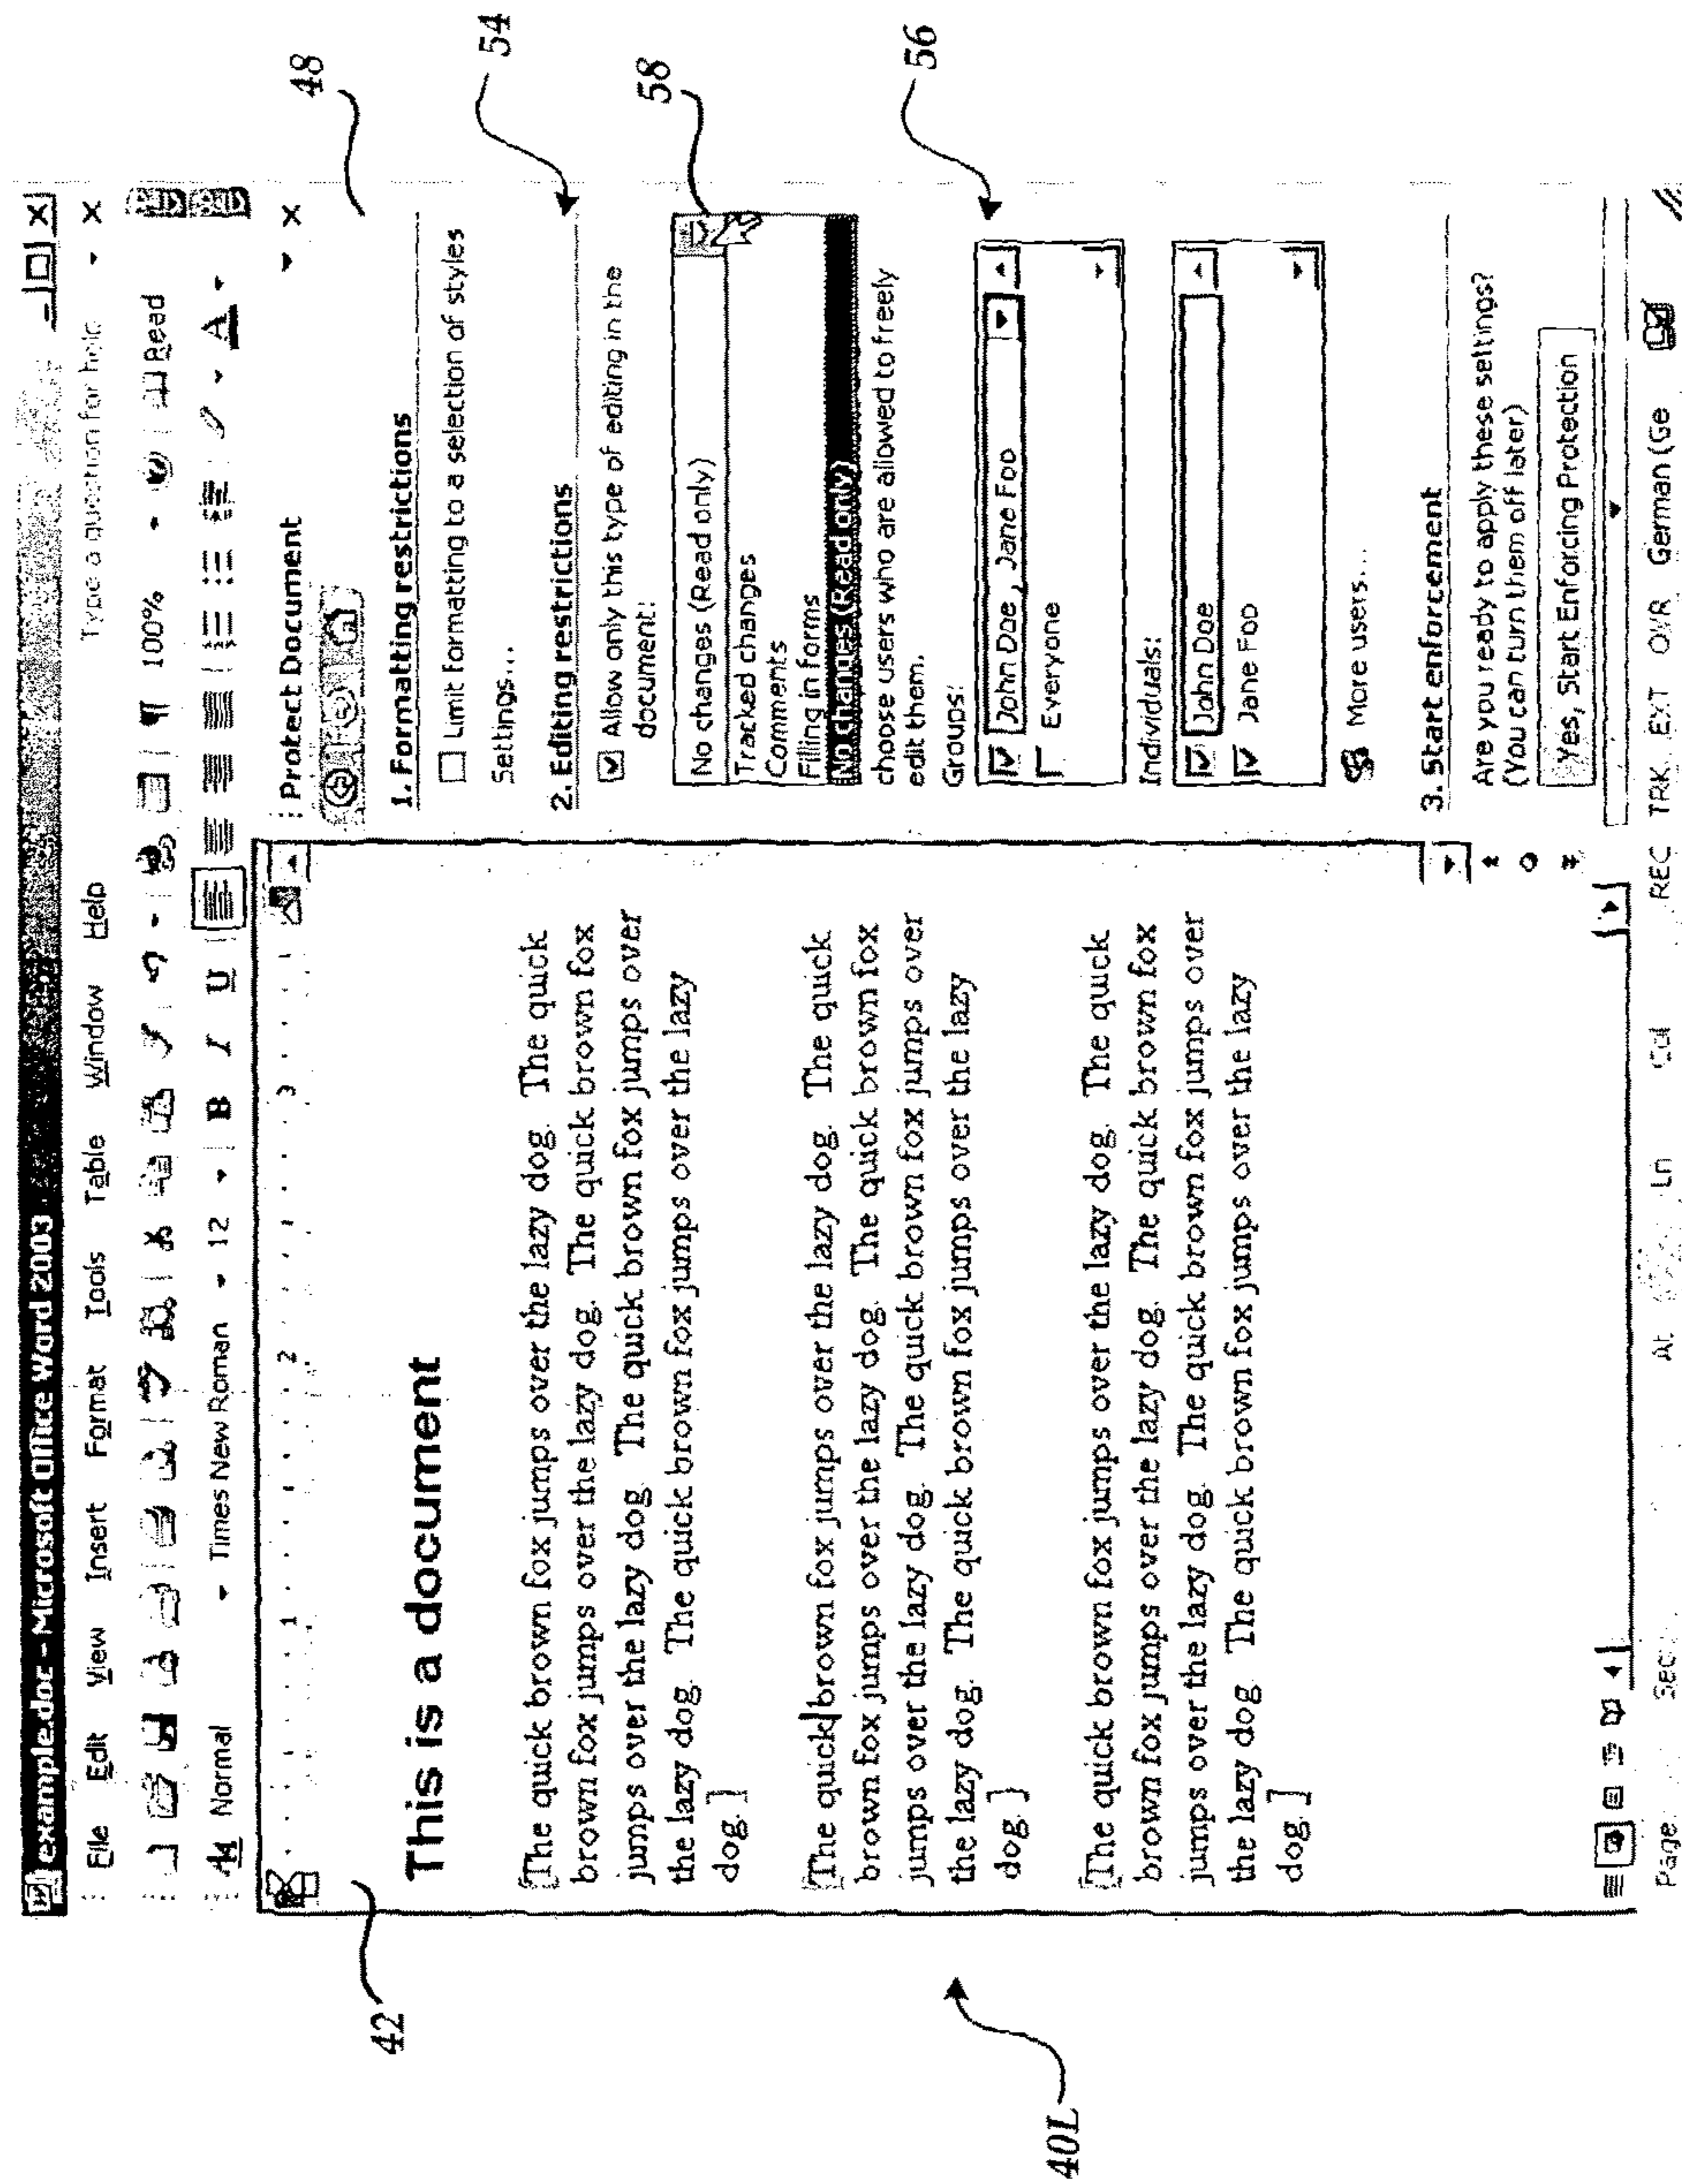 example.doc - Microsoft Office Word 2003
File Edit View Insert Format Tools Table Window Help Type a question for help
100% Read
A4 Normal Times New Roman 12 B I U A
1 2 3
Protect Document
1. Formatting restrictions
Limit formatting to a selection of styles
Settings...
2. Editing restrictions
Allow only this type of editing in the
document:
No changes (Read only)
Tracked changes
Comments
Filling in forms
No changes (Read only)
choose users who are allowed to freely
edit them.
Groups:
John Doe, Jane Foo
Everyone
Individuals:
John Doe
Jane Foo
More users...
3. Start enforcement
Are you ready to apply these settings?
(You can turn them off later)
Yes, Start Enforcing Protection
This is a document
[The quick brown fox jumps over the lazy dog. The quick
brown fox jumps over the lazy dog. The quick brown fox
jumps over the lazy dog. The quick brown fox jumps over
the lazy dog. The quick brown fox jumps over the lazy
dog.]
[The quick brown fox jumps over the lazy dog. The quick
brown fox jumps over the lazy dog. The quick brown fox
jumps over the lazy dog. The quick brown fox jumps over
the lazy dog. The quick brown fox jumps over the lazy
dog.]
[The quick brown fox jumps over the lazy dog. The quick
brown fox jumps over the lazy dog. The quick brown fox
jumps over the lazy dog. The quick brown fox jumps over
the lazy dog. The quick brown fox jumps over the lazy
dog.]
Page Sec At Ln Col REC TRK EXT OVR German (Ge
48
54
58
56
42
40L